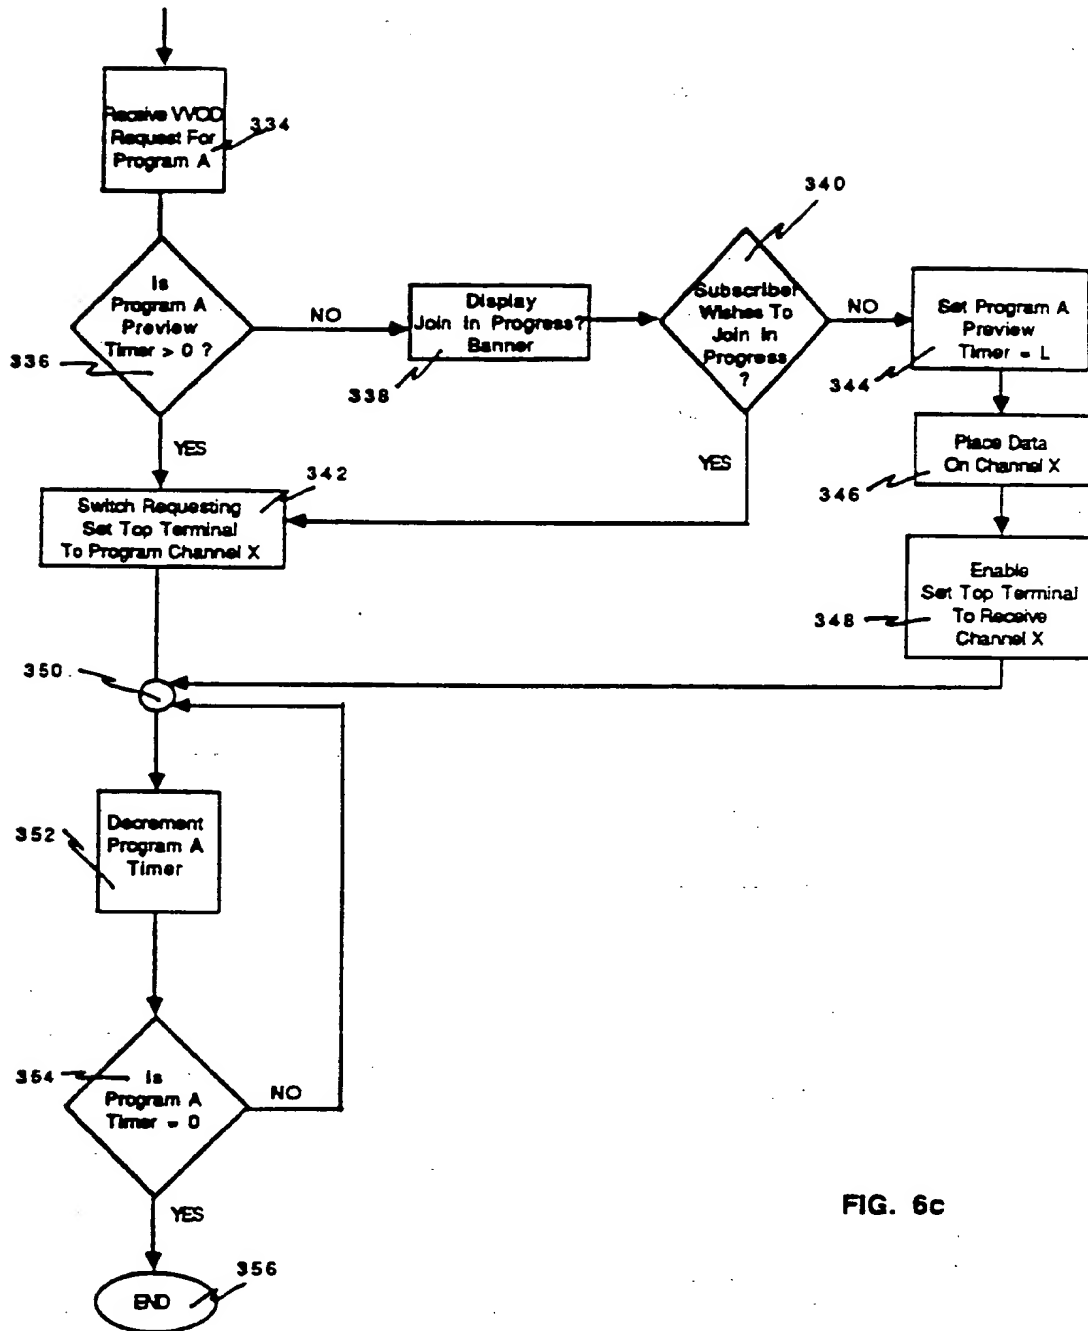 Receive VVOD
Request For
Program A
334
Is
Program A
Preview
Timer > 0 ?
336
NO
YES
Display
Join In Progress?
Banner
338
340
Subscriber
Wishes To
Join In
Progress
?
NO
YES
Set Program A
Preview
Timer = L
344
Place Data
On Channel X
346
Enable
Set Top Terminal
To Receive
Channel X
348
342
Switch Requesting
Set Top Terminal
To Program Channel X
350
Decrement
Program A
Timer
352
354
Is
Program A
Timer = 0
NO
YES
END
356
FIG. 6c